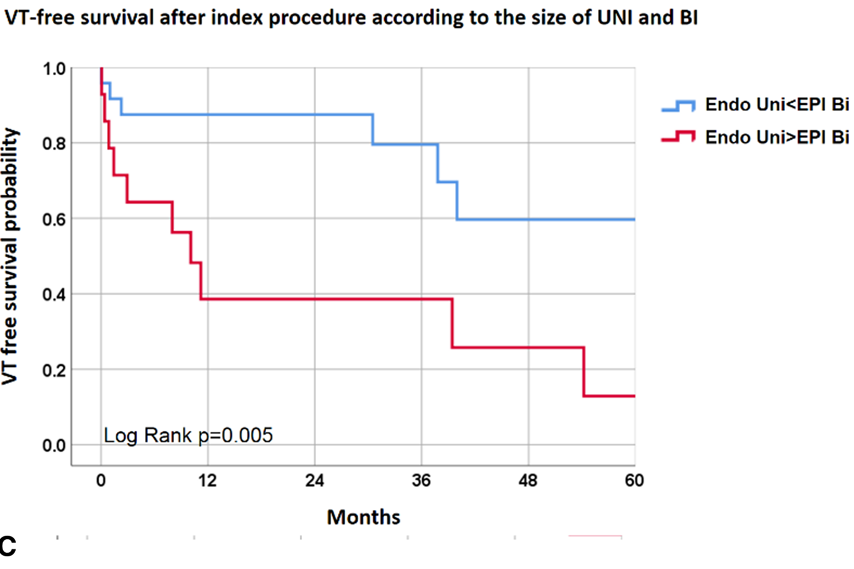 VT-free survival after index procedure according to the size of UNI and BI
VT free survival probability
1.0
0.8
0.6
0.4
0.2
0.0
Log Rank p=0.005
0 12 24 36 48 60
Months
Endo Uni<EPI Bi
Endo Uni>EPI Bi
C